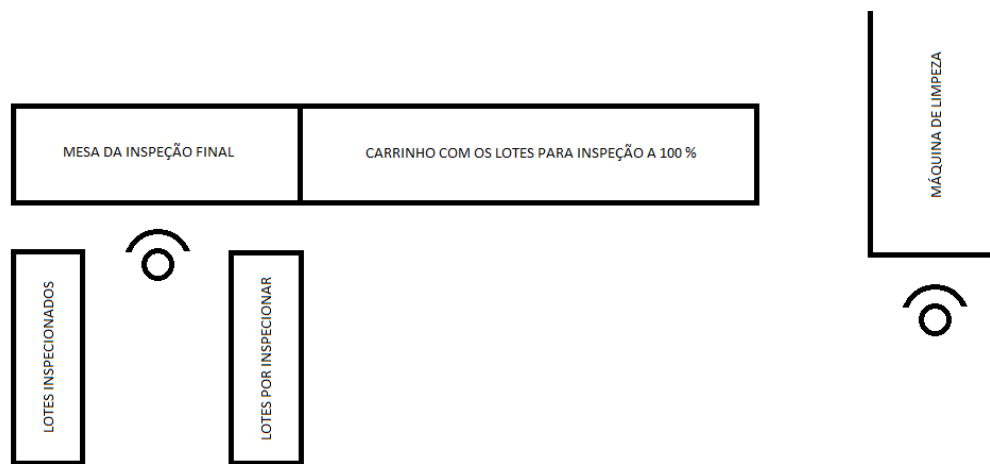 MESA DA INSPEÇÃO FINAL
CARRINHO COM OS LOTES PARA INSPEÇÃO A 100 %
MÁQUINA DE LIMPEZA
LOTES INSPECIONADOS
LOTES POR INSPECIONAR